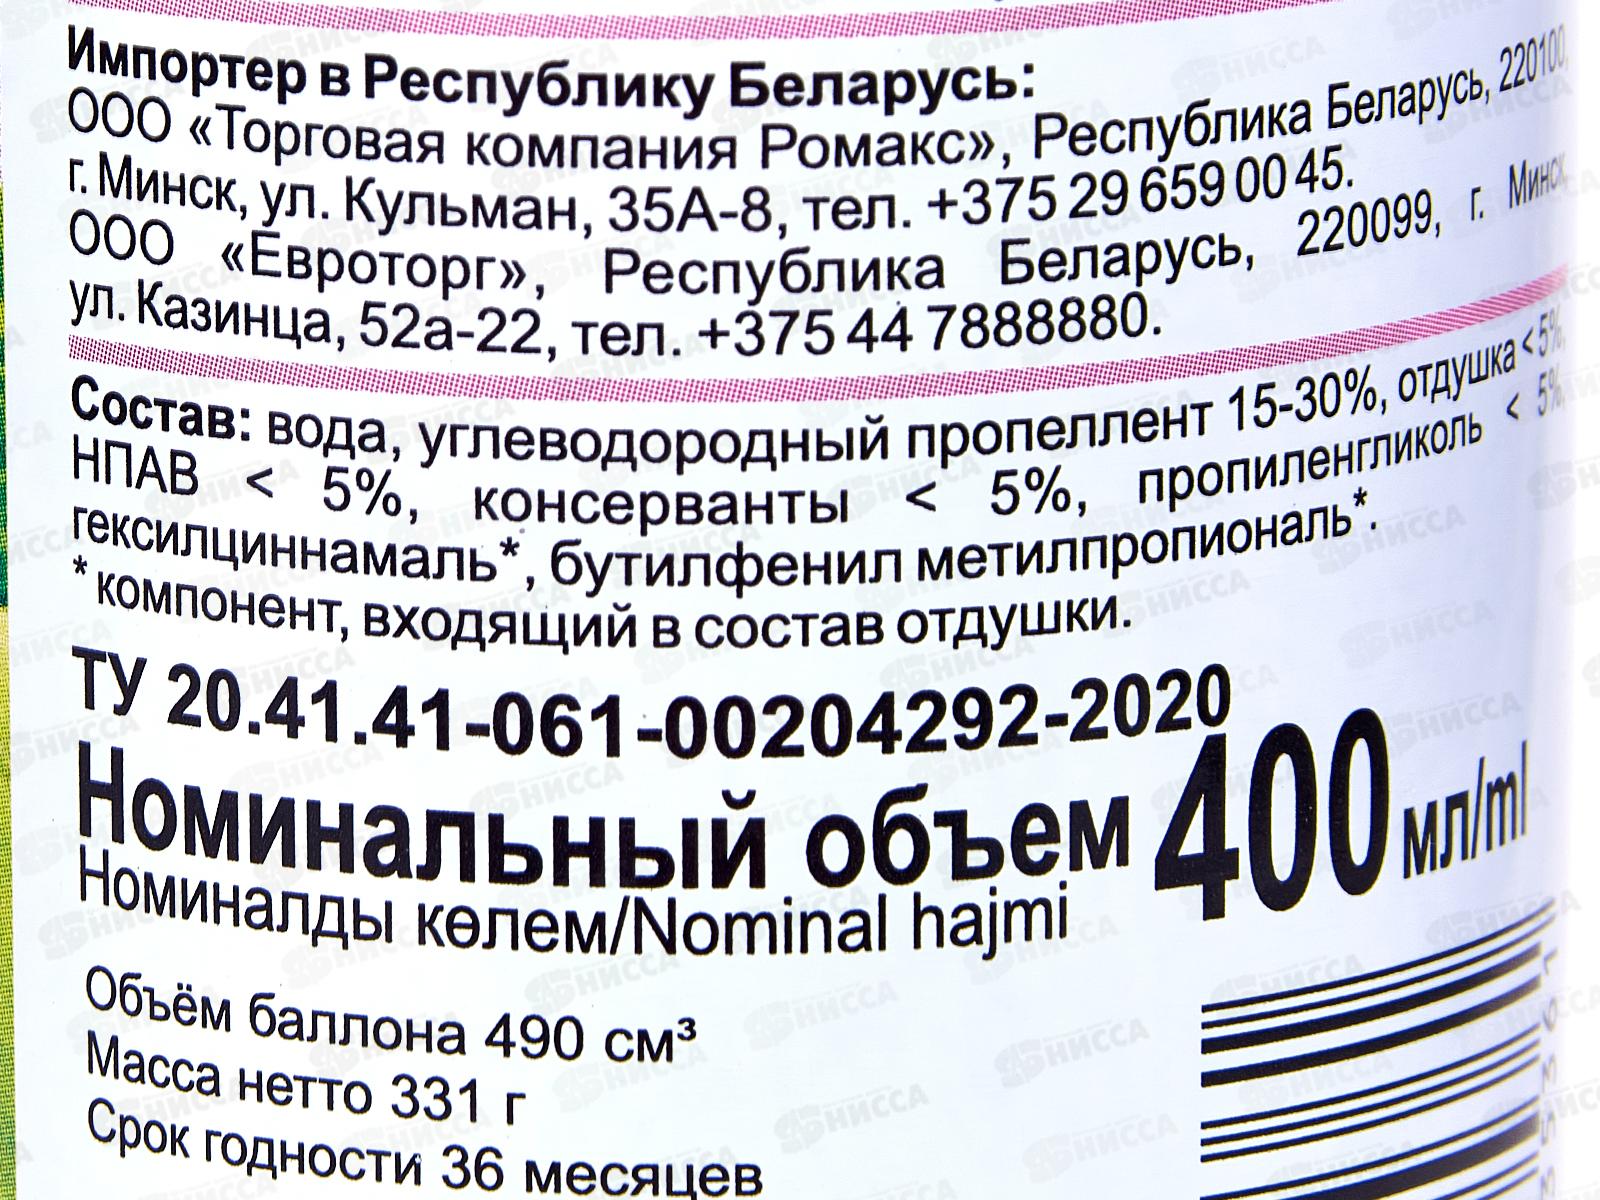 Импортер в Республику Беларусь:
ООО «Торговая компания Ромакс», Республика Беларусь, 220100,
г. Минск, ул. Кульман, 35А-8, тел. +375 29 659 00 45.
ООО «Евроторг», Республика Беларусь, 220099, г. Минск,
ул. Казинца, 52а-22, тел. +375 44 7888880.
Состав: вода, углеводородный пропеллент 15-30%, отдушка <5%,
НПАВ < 5%, консерванты < 5%, пропиленгликоль < 5%,
гексилциннамаль*, бутилфенил метилпропиональ*.
* компонент, входящий в состав отдушки.
ТУ 20.41.41-061-00204292-2020
Номинальный объем 400 мл/ml
Номиналды көлем/Nominal hajmi
Объём баллона 490 см³
Масса нетто 331 г
Срок годности 36 месяцев